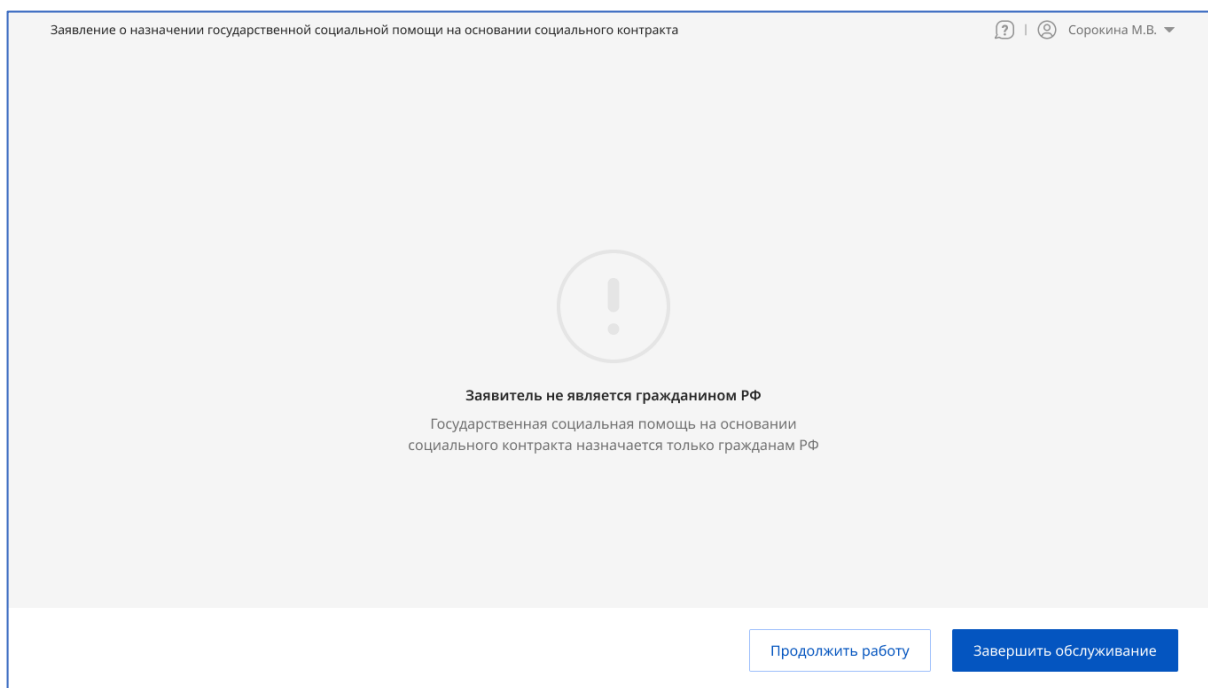 Заявление о назначении государственной социальной помощи на основании социального контракта
? | Сорокина М.В.
!
Заявитель не является гражданином РФ
Государственная социальная помощь на основании
социального контракта назначается только гражданам РФ
Продолжить работу
Завершить обслуживание